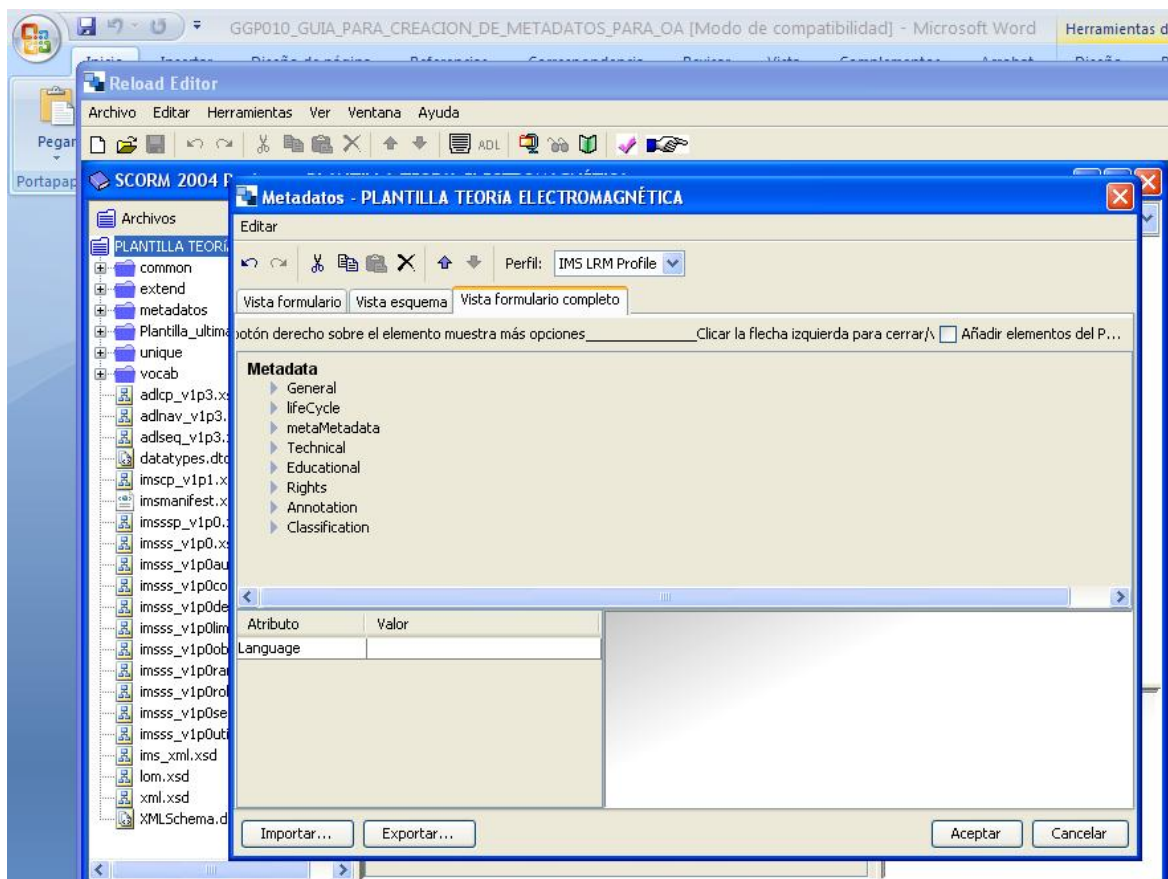 GGP010_GUIA_PARA_CREACION_DE_METADATOS_PARA_OA [Modo de compatibilidad] - Microsoft Word
Herramientas d
Reload Editor
Archivo Editar Herramientas Ver Ventana Ayuda
Pegar
ADL
Portapap
SCORM 2004
Metadatos - PLANTILLA TEORíA ELECTROMAGNÉTICA
Archivos
Editar
PLANTILLA TEORí
common
Perfil: IMS LRM Profile
extend
metadatos
Vista formulario Vista esquema Vista formulario completo
Plantilla_ultima
botón derecho sobre el elemento muestra más opciones______________Clicar la flecha izquierda para cerrar/\ Añadir elementos del P...
unique
vocab
Metadata
General
lifeCycle
metaMetadata
Technical
Educational
Rights
Annotation
Classification
adlcp_v1p3.x
adlnav_v1p3.
adlseq_v1p3.
datatypes.dtd
imscp_v1p1.x
imsmanifest.x
imsssp_v1p0.
imsss_v1p0.x
imsss_v1p0au
imsss_v1p0co
imsss_v1p0de
imsss_v1p0lim
imsss_v1p0ob
imsss_v1p0ra
imsss_v1p0rol
imsss_v1p0se
imsss_v1p0uti
ims_xml.xsd
lom.xsd
xml.xsd
XMLSchema.d
Atributo Valor
Language
Importar... Exportar... Aceptar Cancelar